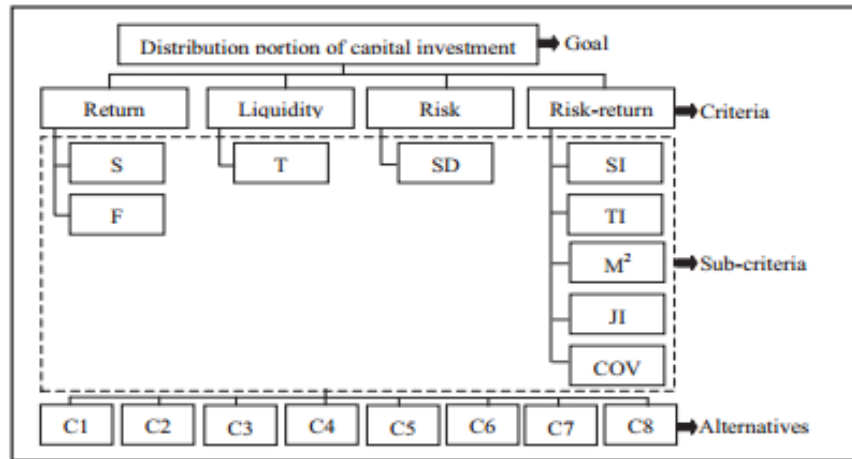 Distribution portion of capital investment
Goal
Return
Liquidity
Risk
Risk-return
Criteria
S
T
SD
SI
F
TI
M²
Sub-criteria
JI
COV
C1
C2
C3
C4
C5
C6
C7
C8
Alternatives